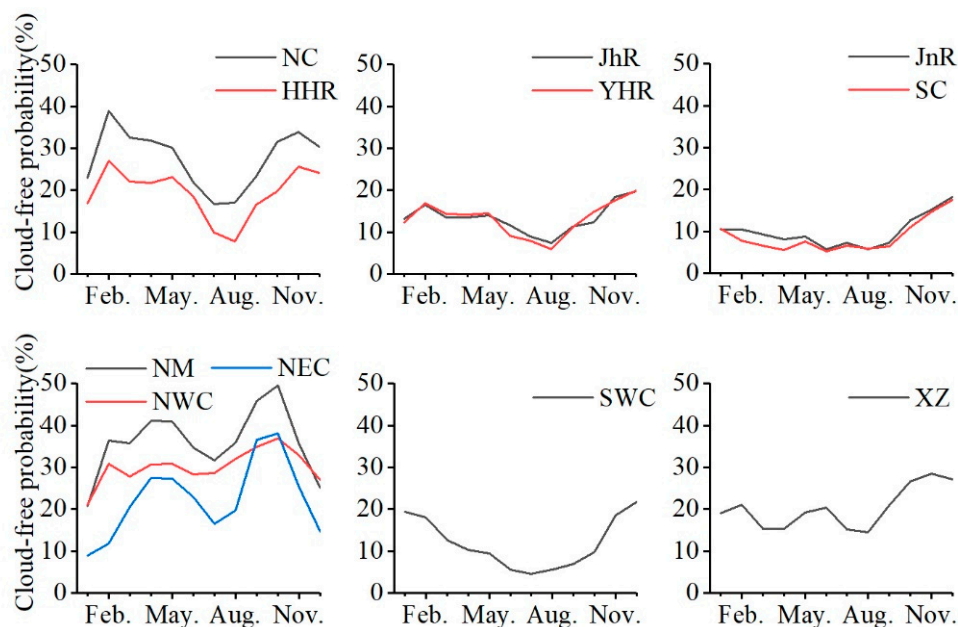 Cloud-free probability(%)
50
40
30
20
10
0
NC
HHR
Feb. May. Aug. Nov.
50
40
30
20
10
0
JhR
YHR
Feb. May. Aug. Nov.
50
40
30
20
10
0
JnR
SC
Feb. May. Aug. Nov.
Cloud-free probability(%)
50
40
30
20
10
0
NM NEC
NWC
Feb. May. Aug. Nov.
50
40
30
20
10
0
SWC
Feb. May. Aug. Nov.
50
40
30
20
10
0
XZ
Feb. May. Aug. Nov.